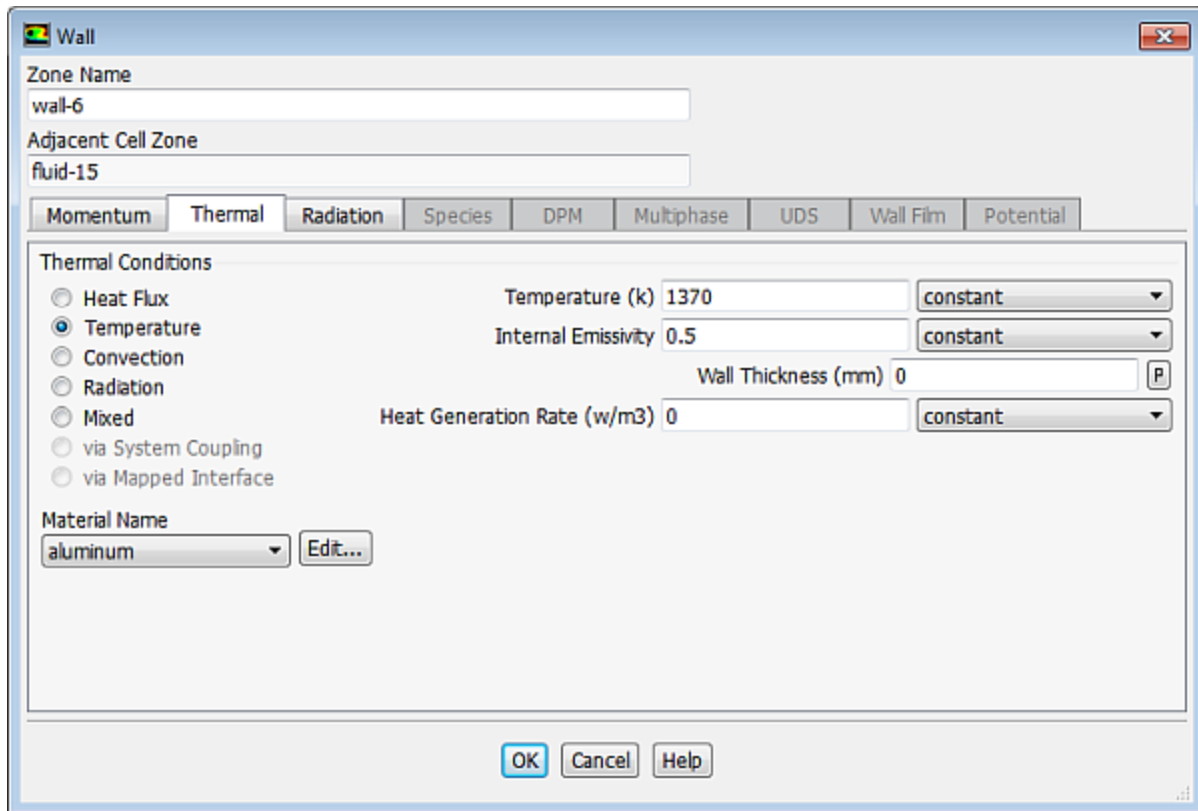 Wall
Zone Name
wall-6
Adjacent Cell Zone
fluid-15
Momentum Thermal Radiation Species DPM Multiphase UDS Wall Film Potential
Thermal Conditions
Heat Flux
Temperature
Convection
Radiation
Mixed
via System Coupling
via Mapped Interface
Temperature (k) 1370 constant
Internal Emissivity 0.5 constant
Wall Thickness (mm) 0 P
Heat Generation Rate (w/m3) 0 constant
Material Name
aluminum Edit...
OK Cancel Help